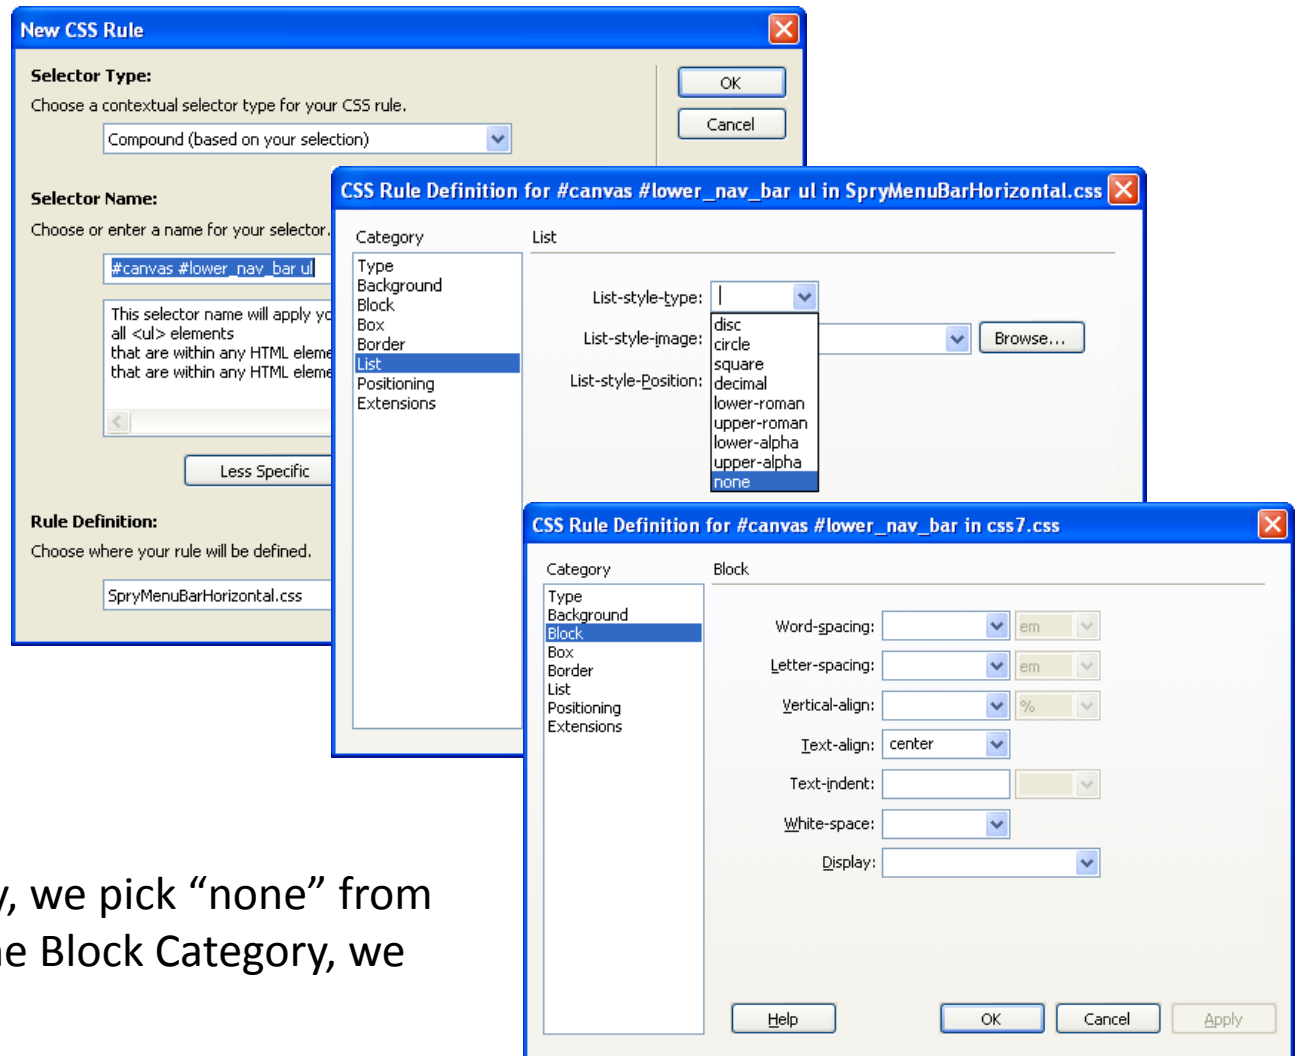 New CSS Rule
Selector Type:
Choose a contextual selector type for your CSS rule.
Compound (based on your selection)
OK
Cancel
Selector Name:
Choose or enter a name for your selector.
#canvas #lower_nav_bar ul
This selector name will apply
all <ul> elements
that are within any HTML
that are within any HTML
Less Specific
Rule Definition:
Choose where your rule will be defined.
SpryMenuBarHorizontal.css
CSS Rule Definition for #canvas #lower_nav_bar ul in SpryMenuBarHorizontal.css
Category
Type
Background
Block
Box
Border
List
Positioning
Extensions
List
List-style-type:
disc
circle
square
decimal
lower-roman
upper-roman
lower-alpha
upper-alpha
none
List-style-image:
Browse...
List-style-Position:
CSS Rule Definition for #canvas #lower_nav_bar in css7.css
Category
Type
Background
Block
Box
Border
List
Positioning
Extensions
Block
Word-spacing: em
Letter-spacing: em
Vertical-align: %
Text-align: center
Text-indent:
White-space:
Display:
Help OK Cancel Apply
, we pick “none” from
Block Category, we